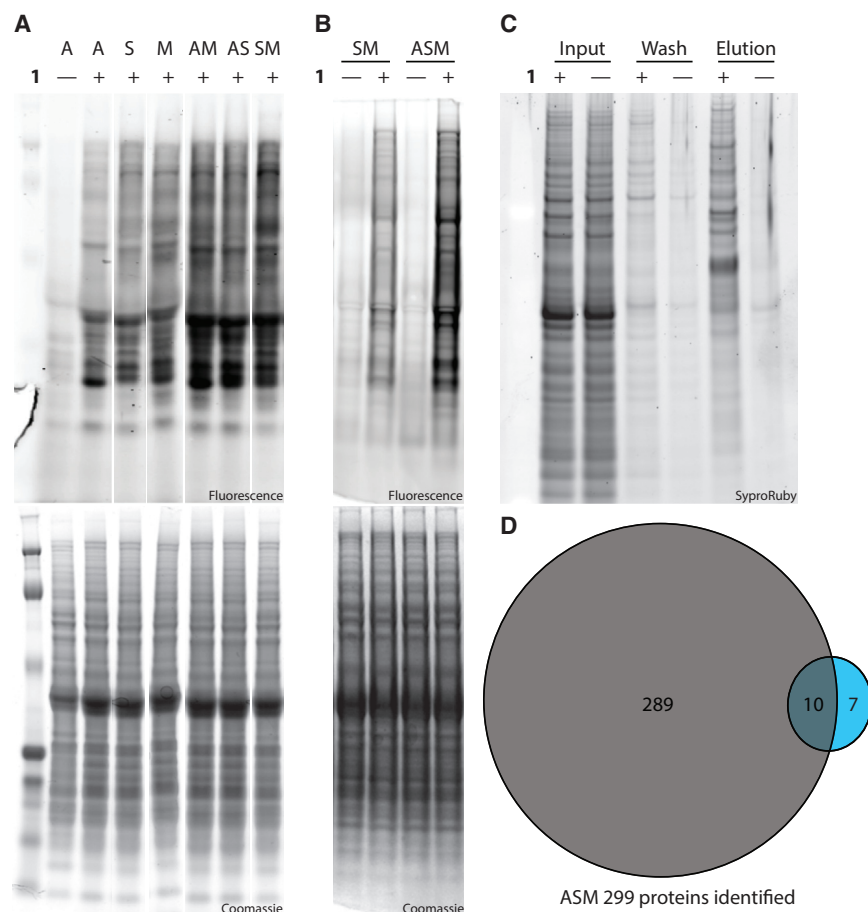 A
A A S M AM AS SM
1 — + + + + + +
Fluorescence
Coomassie
B
SM ASM
1 — + — +
Fluorescence
Coomassie
C
Input Wash Elution
1 + — + — + —
SyproRuby
D
289 10 7
ASM 299 proteins identified